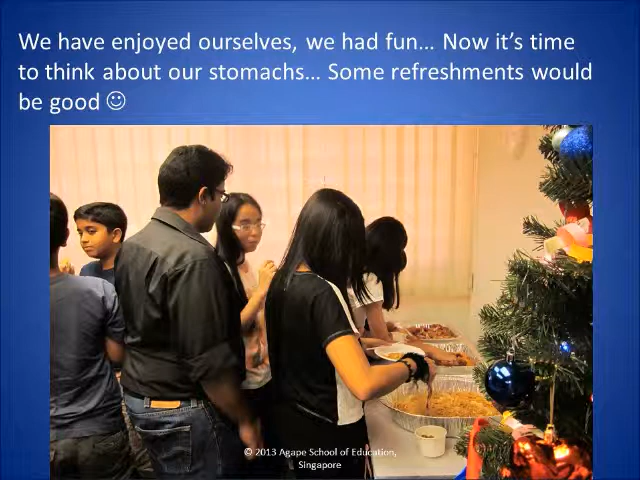 We have enjoyed ourselves, we had fun… Now it’s time
to think about our stomachs… Some refreshments would
be good ☺
© 2013 Agape School of Education,
Singapore